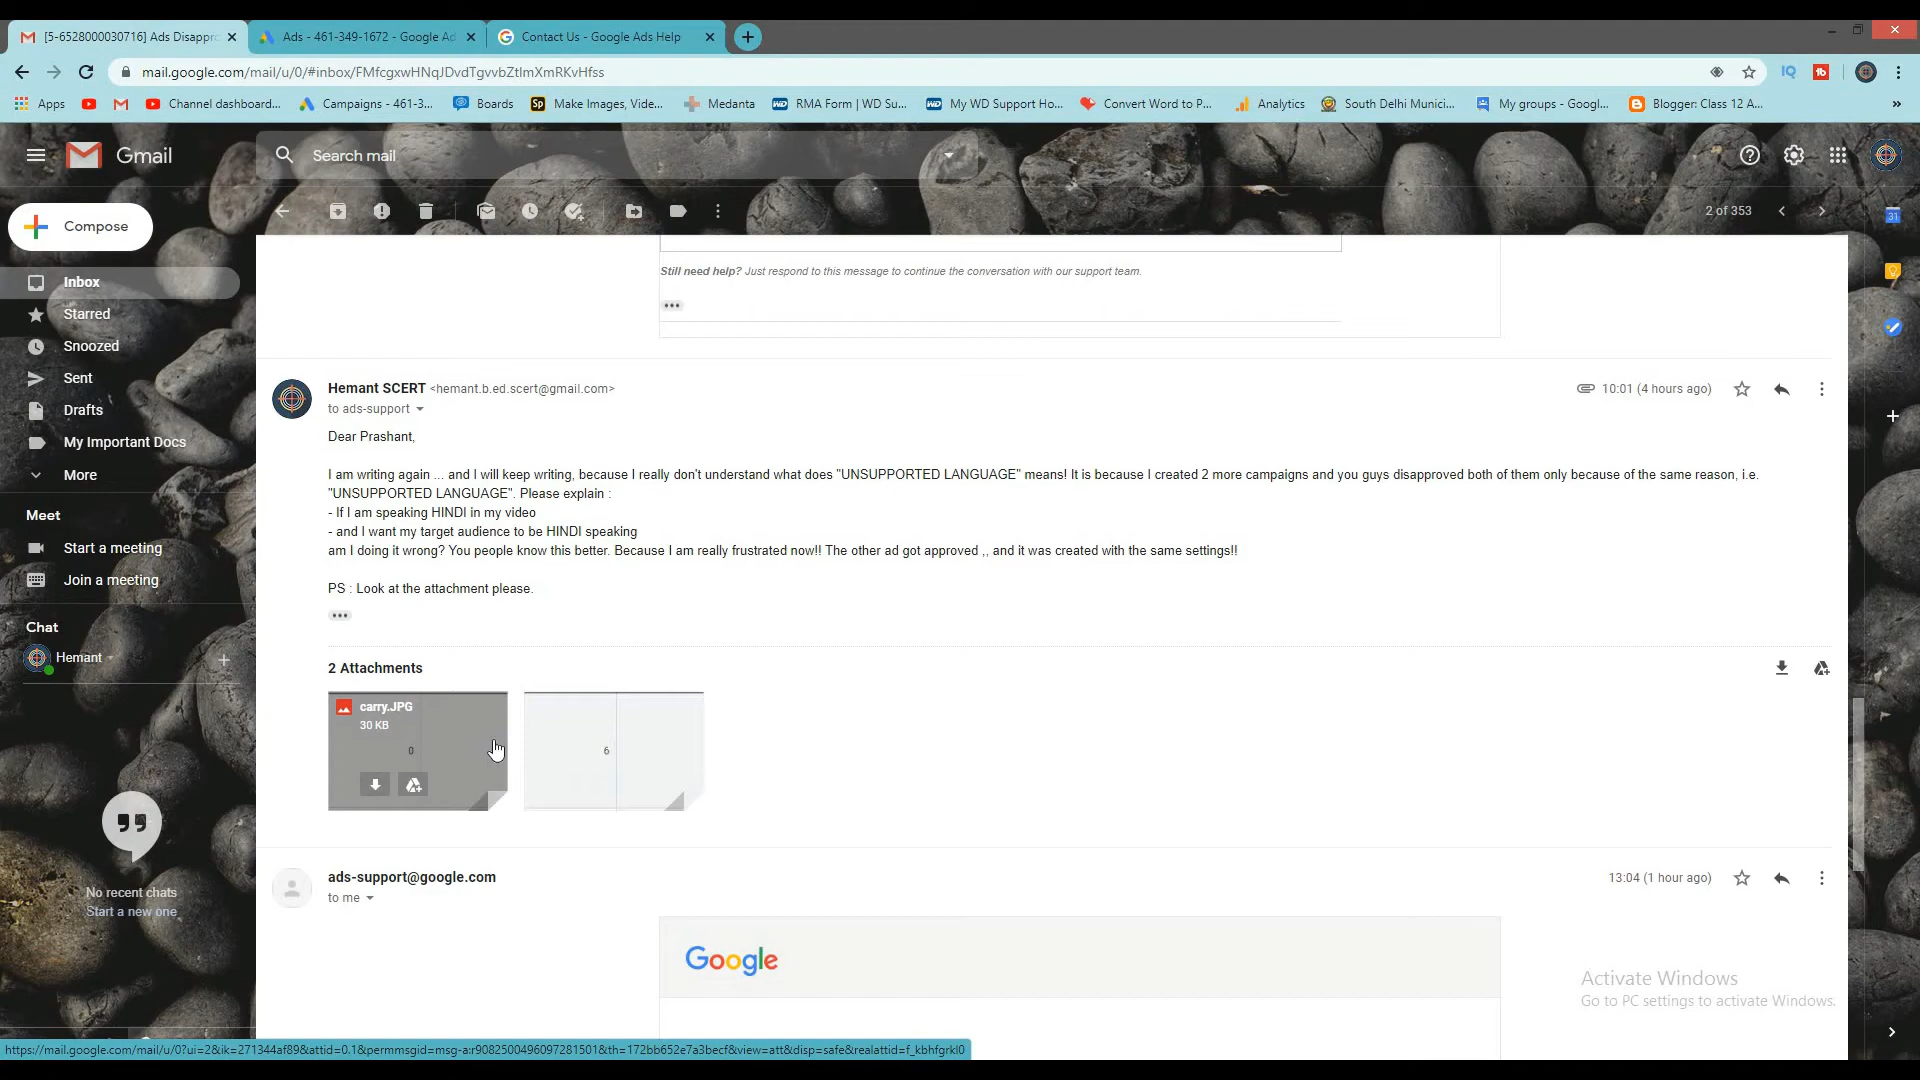 [5-6528000030716] Ads Disappro
Ads - 461-349-1672 - Google Ad
Contact Us - Google Ads Help
mail.google.com/mail/u/0/#inbox/FMfcgxwHNqJDvdTgvvbZtlmXmRKvHfss
Apps
Channel dashboard...
Campaigns - 461-3...
Boards
Make Images, Vide...
Medanta
RMA Form | WD Su...
My WD Support Ho...
Convert Word to P...
Analytics
South Delhi Munici...
My groups - Googl...
Blogger: Class 12 A...
»
Gmail
Search mail
Compose
2 of 353
Inbox
Starred
Snoozed
Sent
Drafts
My Important Docs
More
Meet
Start a meeting
Join a meeting
Chat
Hemant
No recent chats
Start a new one
Still need help? Just respond to this message to continue the conversation with our support team.
Hemant SCERT <hemant.b.ed.scert@gmail.com>
10:01 (4 hours ago)
to ads-support
Dear Prashant,
I am writing again ... and I will keep writing, because I really don't understand what does "UNSUPPORTED LANGUAGE" means! It is because I created 2 more campaigns and you guys disapproved both of them only because of the same reason, i.e.
"UNSUPPORTED LANGUAGE". Please explain :
- If I am speaking HINDI in my video
- and I want my target audience to be HINDI speaking
am I doing it wrong? You people know this better. Because I am really frustrated now!! The other ad got approved ,, and it was created with the same settings!!
PS : Look at the attachment please.
2 Attachments
carry.JPG
30 KB
0
6
ads-support@google.com
13:04 (1 hour ago)
to me
Google
Activate Windows
Go to PC settings to activate Windows.
https://mail.google.com/mail/u/0?ui=2&ik=271344af89&attid=0.1&permmsgid=msg-a:r9082500496097281501&th=172bb652e7a3becf&view=att&disp=safe&realattid=f_kbhfgrkl0